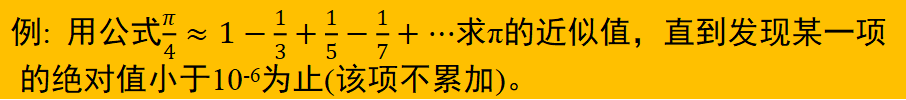 例: 用公式π/4 ≈ 1 − 1/3 + 1/5 − 1/7 + ⋯求π的近似值，直到发现某一项
的绝对值小于10⁻⁶为止(该项不累加)。